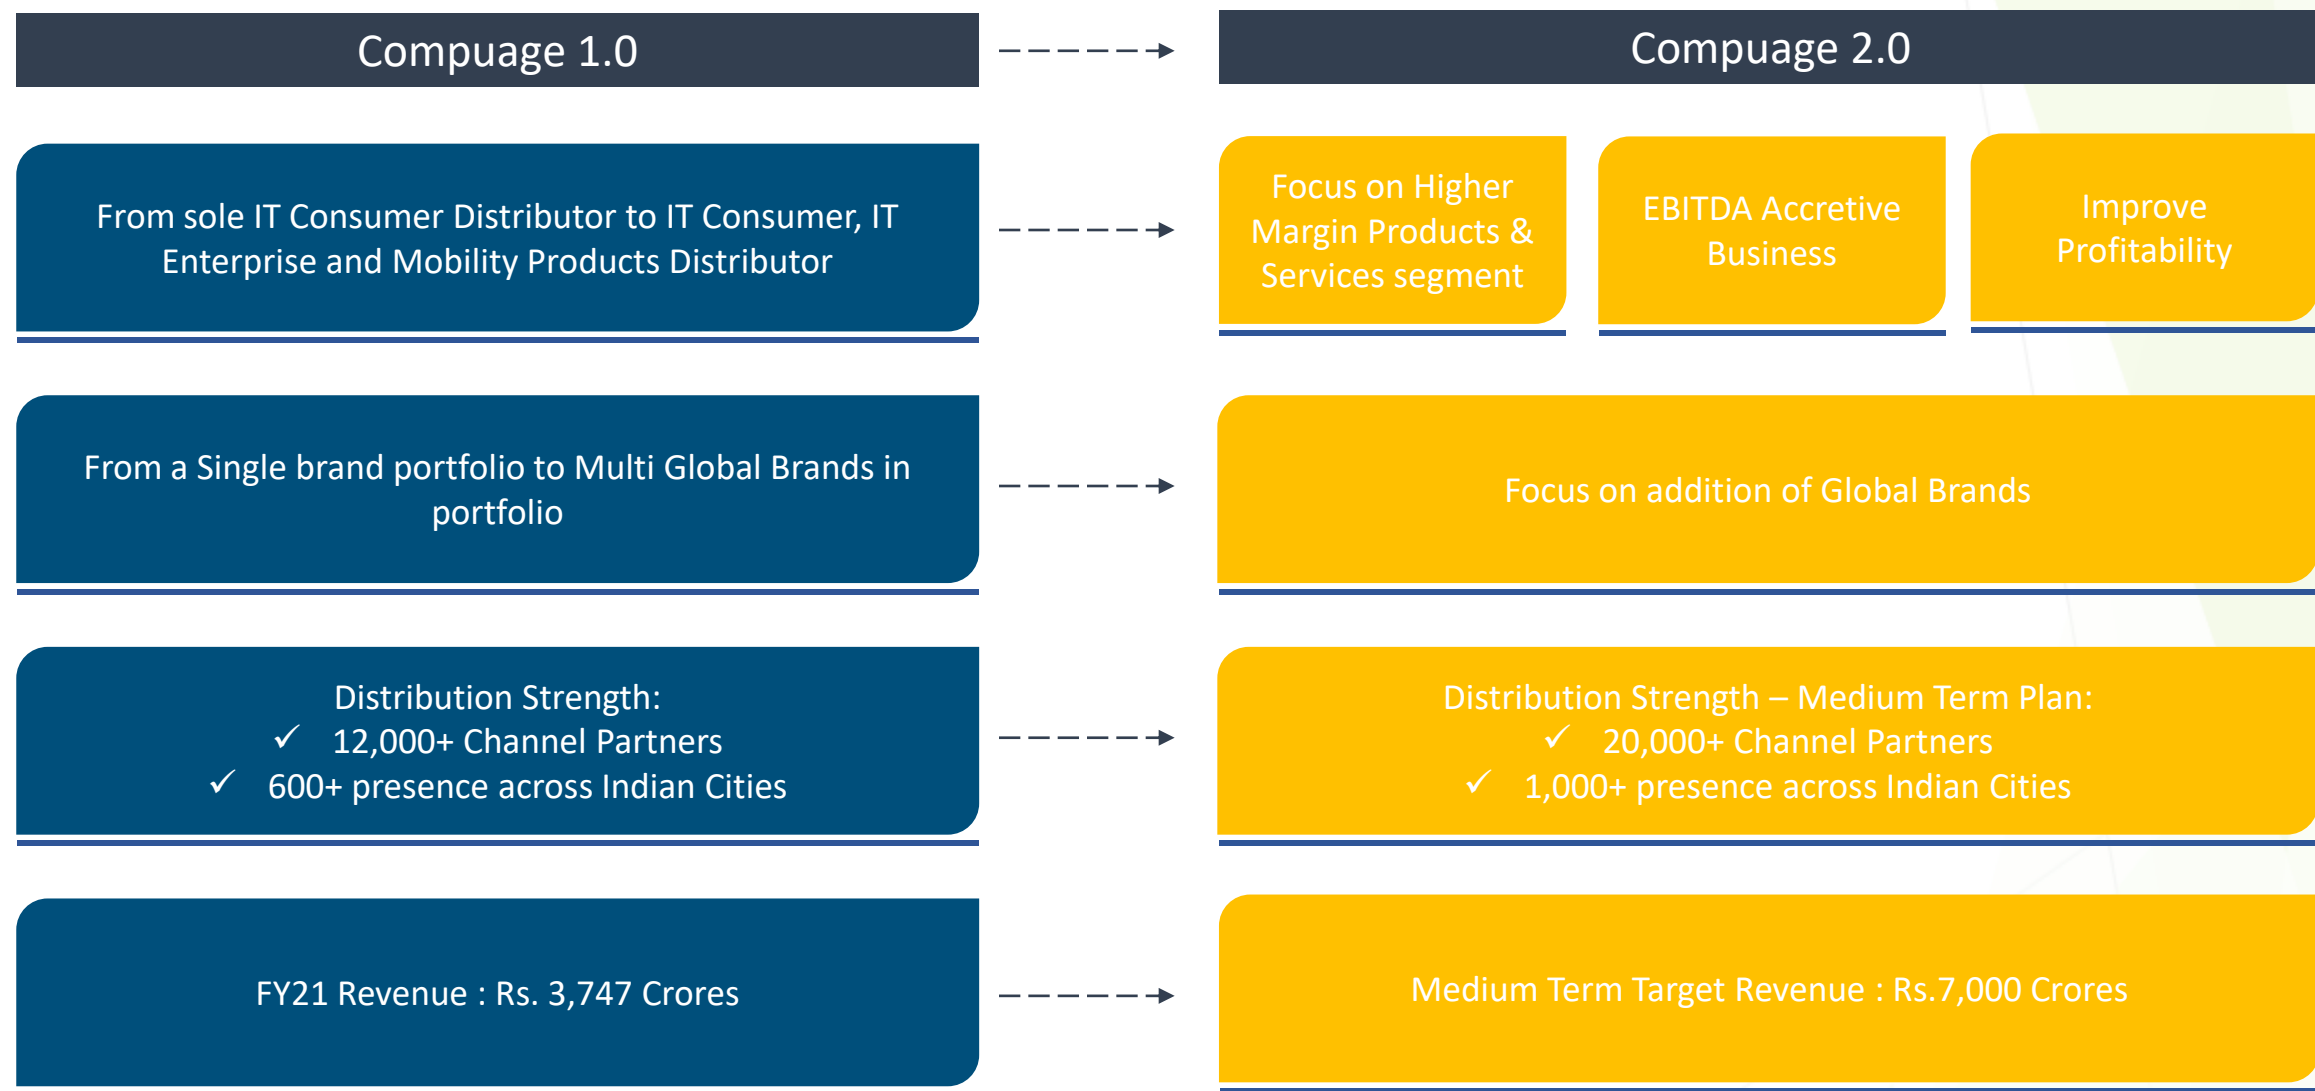 Compuage 1.0
Compuage 2.0
From sole IT Consumer Distributor to IT Consumer, IT
Enterprise and Mobility Products Distributor
Focus on Higher
Margin Products &
Services segment
EBITDA Accretive
Business
Improve
Profitability
From a Single brand portfolio to Multi Global Brands in
portfolio
Focus on addition of Global Brands
Distribution Strength:
✓ 12,000+ Channel Partners
✓ 600+ presence across Indian Cities
Distribution Strength – Medium Term Plan:
✓ 20,000+ Channel Partners
✓ 1,000+ presence across Indian Cities
FY21 Revenue : Rs. 3,747 Crores
Medium Term Target Revenue : Rs.7,000 Crores